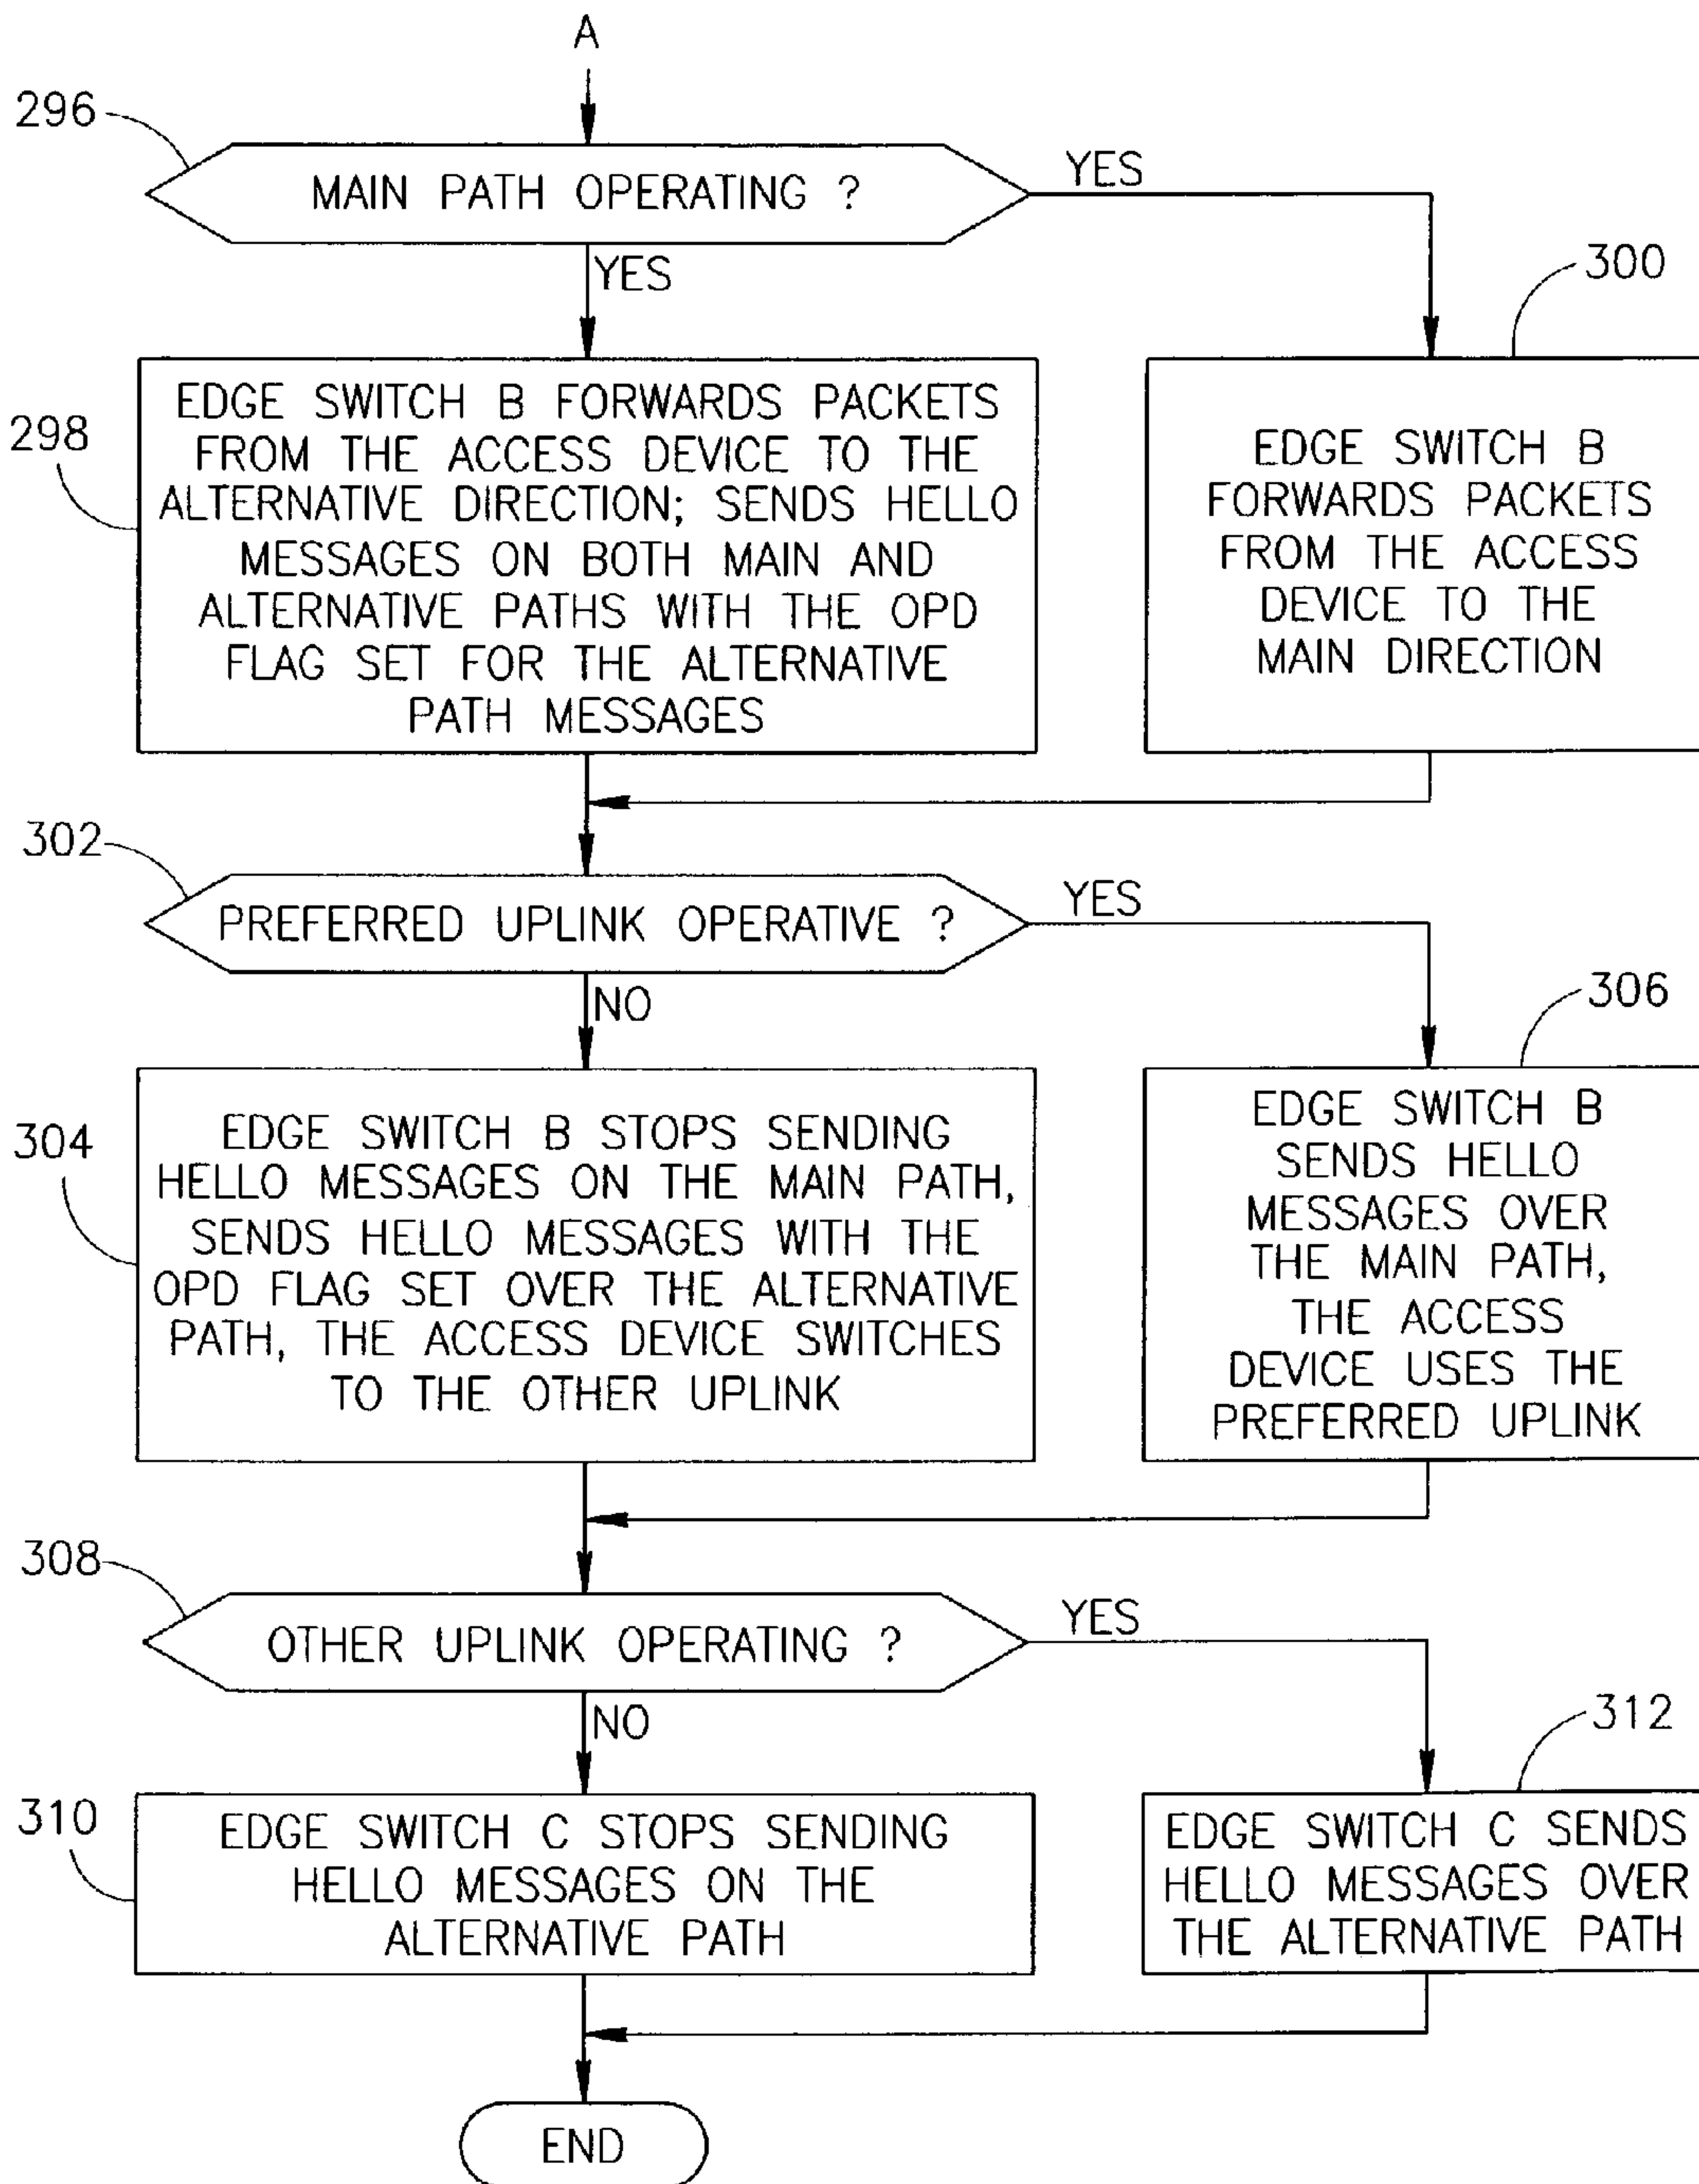 A
296
MAIN PATH OPERATING ?
YES
YES
300
298
EDGE SWITCH B FORWARDS PACKETS
FROM THE ACCESS DEVICE TO THE
ALTERNATIVE DIRECTION; SENDS HELLO
MESSAGES ON BOTH MAIN AND
ALTERNATIVE PATHS WITH THE OPD
FLAG SET FOR THE ALTERNATIVE
PATH MESSAGES
EDGE SWITCH B
FORWARDS PACKETS
FROM THE ACCESS
DEVICE TO THE
MAIN DIRECTION
302
PREFERRED UPLINK OPERATIVE ?
YES
NO
306
304
EDGE SWITCH B STOPS SENDING
HELLO MESSAGES ON THE MAIN PATH,
SENDS HELLO MESSAGES WITH THE
OPD FLAG SET OVER THE ALTERNATIVE
PATH, THE ACCESS DEVICE SWITCHES
TO THE OTHER UPLINK
EDGE SWITCH B
SENDS HELLO
MESSAGES OVER
THE MAIN PATH,
THE ACCESS
DEVICE USES THE
PREFERRED UPLINK
308
OTHER UPLINK OPERATING ?
YES
NO
312
310
EDGE SWITCH C STOPS SENDING
HELLO MESSAGES ON THE
ALTERNATIVE PATH
EDGE SWITCH C SENDS
HELLO MESSAGES OVER
THE ALTERNATIVE PATH
END